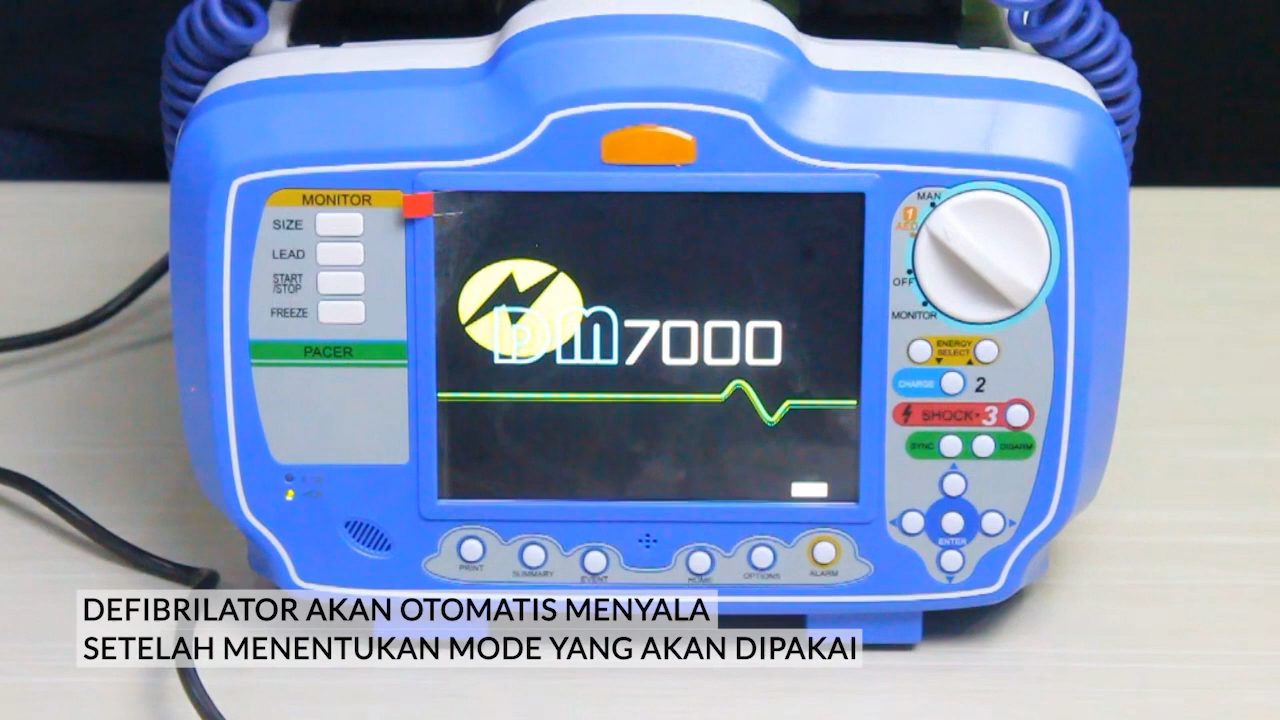 MONITOR
SIZE
LEAD
START
/STOP
FREEZE
PACER
DM7000
MAN
1
AED
OFF
MONITOR
ENERGY
SELECT
CHARGE 2
SHOCK 3
SYNC
DISARM
ENTER
PRINT
SUMMARY
EVENT
HOME
OPTIONS
ALARM
DEFIBRILATOR AKAN OTOMATIS MENYALA
SETELAH MENENTUKAN MODE YANG AKAN DIPAKAI